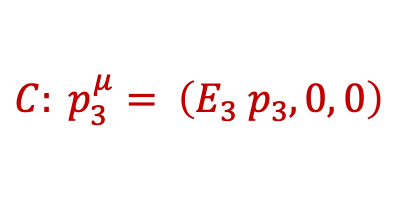 C: p₃^μ = (E₃ p₃, 0, 0)